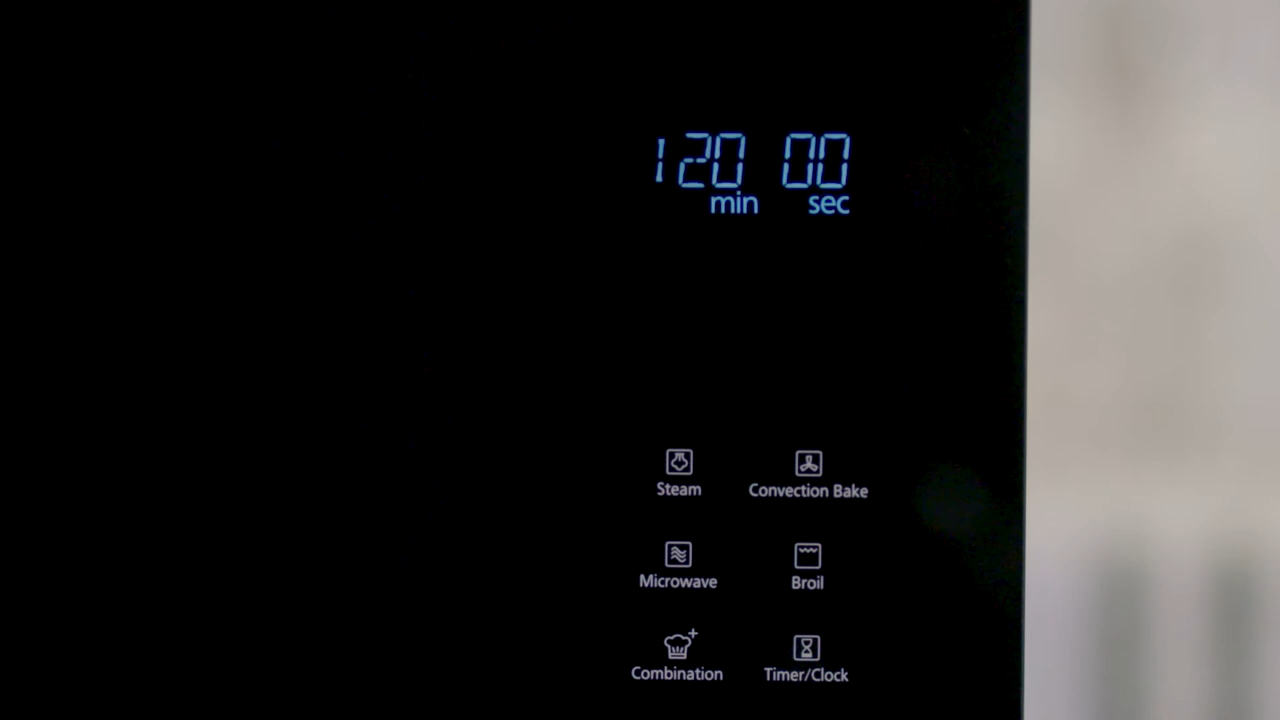 120 00
min sec
Steam Convection Bake
Microwave Broil
Combination Timer/Clock